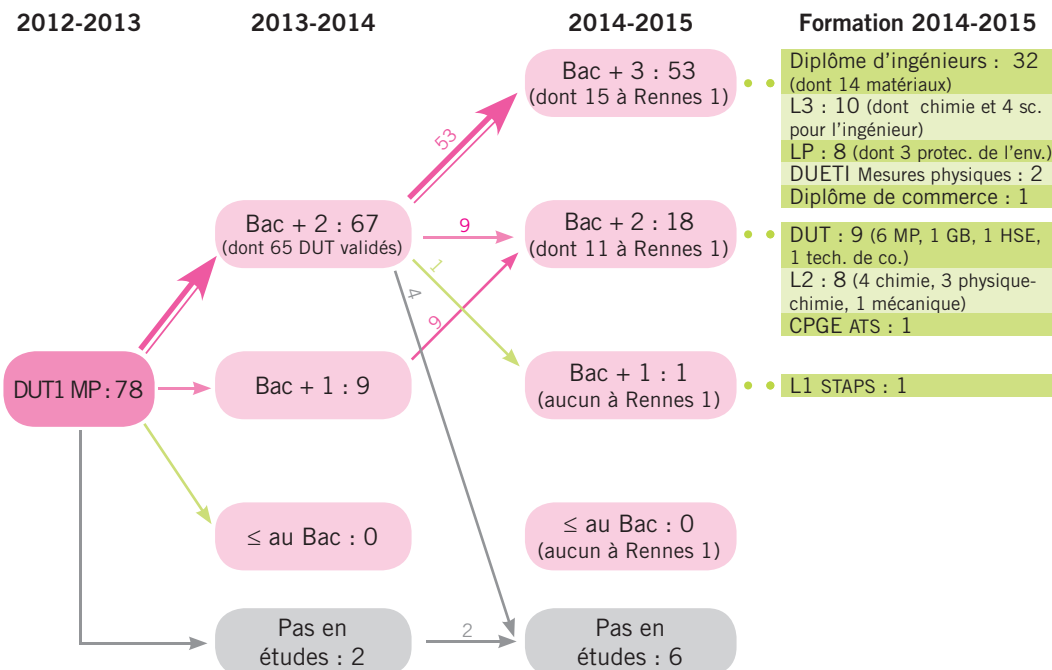 2012-2013
2013-2014
2014-2015
Formation 2014-2015
DUT1 MP : 78
Bac + 2 : 67
(dont 65 DUT validés)
Bac + 1 : 9
≤ au Bac : 0
Pas en
études : 2
53
9
1
4
9
2
Bac + 3 : 53
(dont 15 à Rennes 1)
Bac + 2 : 18
(dont 11 à Rennes 1)
Bac + 1 : 1
(aucun à Rennes 1)
≤ au Bac : 0
(aucun à Rennes 1)
Pas en
études : 6
Diplôme d'ingénieurs : 32
(dont 14 matériaux)
L3 : 10 (dont chimie et 4 sc.
pour l'ingénieur)
LP : 8 (dont 3 protec. de l'env.)
DUETI Mesures physiques : 2
Diplôme de commerce : 1
DUT : 9 (6 MP, 1 GB, 1 HSE,
1 tech. de co.)
L2 : 8 (4 chimie, 3 physique-
chimie, 1 mécanique)
CPGE ATS : 1
L1 STAPS : 1